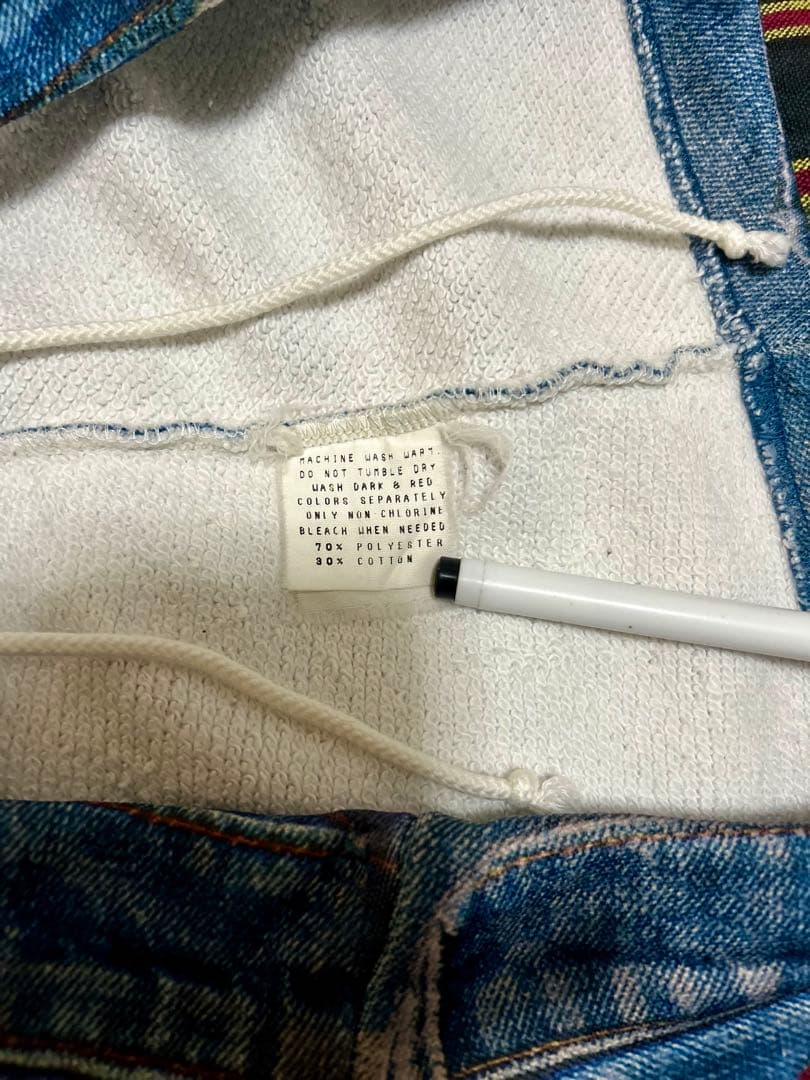 MACHINE WASH WARM.
DO NOT TUMBLE DRY
WASH DARK & RED
COLORS SEPARATELY
ONLY NON-CHLORINE
BLEACH WHEN NEEDED
70% POLYESTER
30% COTTON